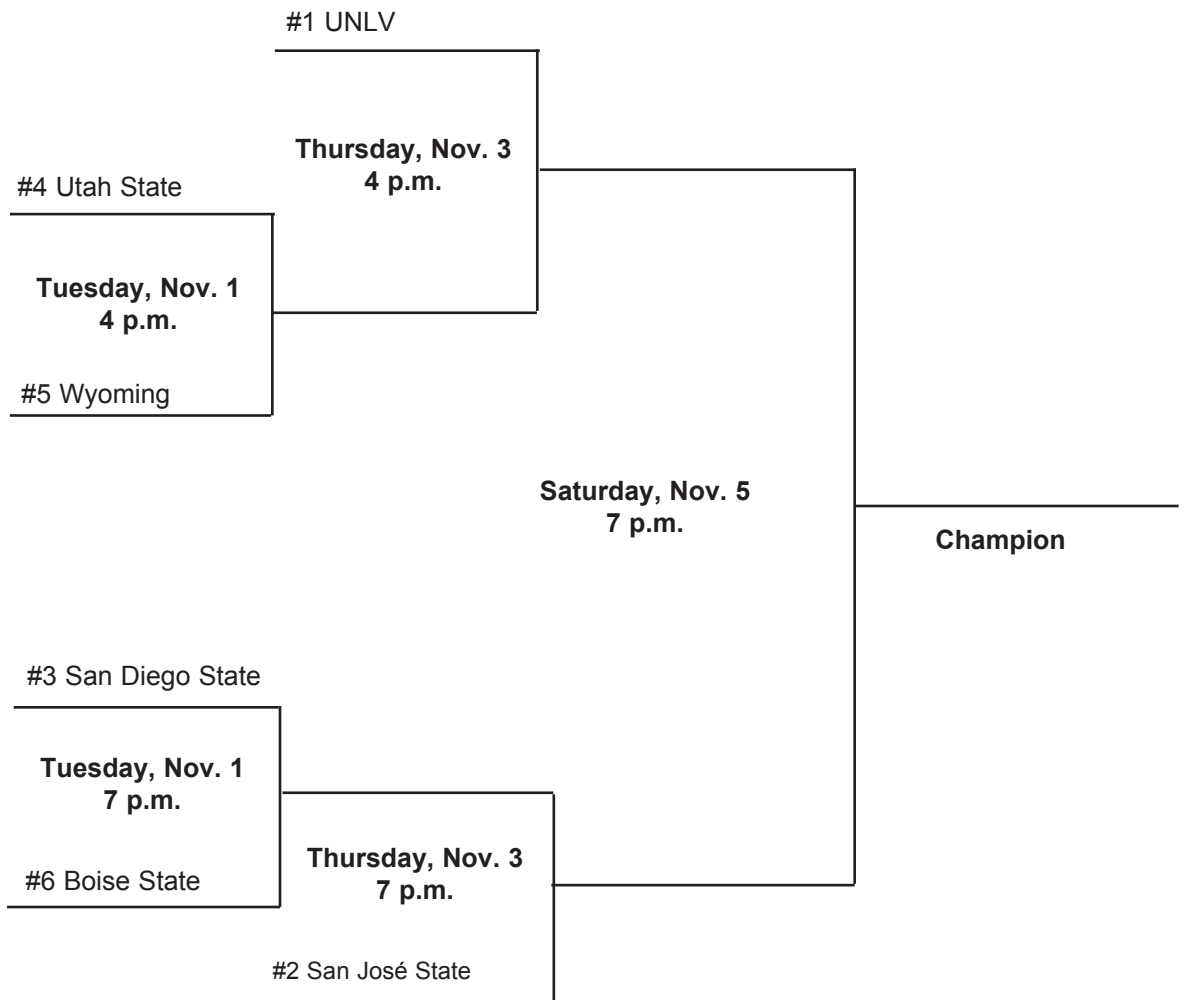 #1 UNLV
Thursday, Nov. 3
4 p.m.
#4 Utah State
Tuesday, Nov. 1
4 p.m.
#5 Wyoming
Saturday, Nov. 5
7 p.m.
Champion
#3 San Diego State
Tuesday, Nov. 1
7 p.m.
#6 Boise State
Thursday, Nov. 3
7 p.m.
#2 San José State